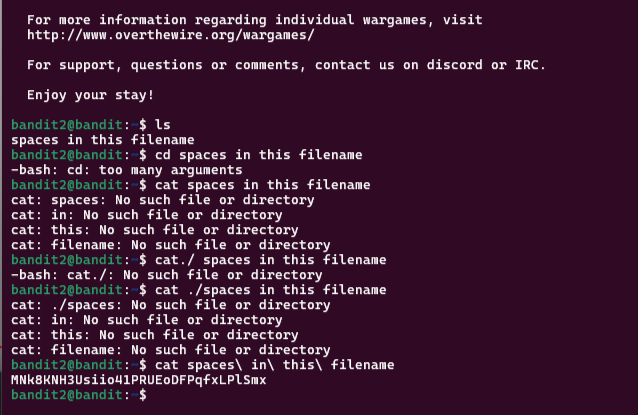 For more information regarding individual wargames, visit
http://www.overthewire.org/wargames/
For support, questions or comments, contact us on discord or IRC.
Enjoy your stay!
bandit2@bandit:~$ ls
spaces in this filename
bandit2@bandit:~$ cd spaces in this filename
-bash: cd: too many arguments
bandit2@bandit:~$ cat spaces in this filename
cat: spaces: No such file or directory
cat: in: No such file or directory
cat: this: No such file or directory
cat: filename: No such file or directory
bandit2@bandit:~$ cat./ spaces in this filename
-bash: cat./: No such file or directory
bandit2@bandit:~$ cat ./spaces in this filename
cat: ./spaces: No such file or directory
cat: in: No such file or directory
cat: this: No such file or directory
cat: filename: No such file or directory
bandit2@bandit:~$ cat spaces\ in\ this\ filename
MNk8KNH3Usiio41PRUEoDFPqfxLPlSmx
bandit2@bandit:~$